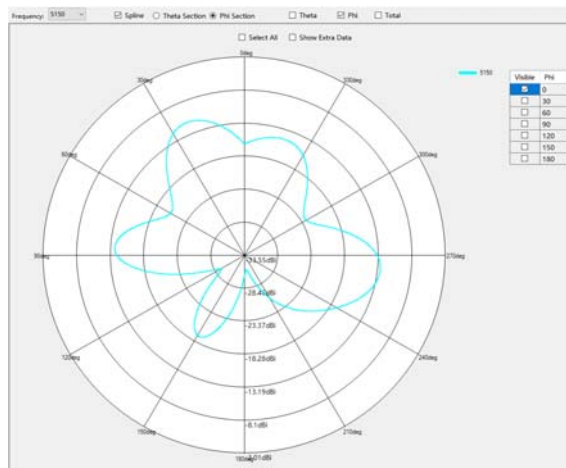 Frequency: 5150 Spline Theta Section Phi Section Theta Phi Total
Select All Show Extra Data
0deg
5150
Visible Phi
30deg 330deg
0
30
60
90
120
150
180
60deg 300deg
90deg 270deg
-33.55dBi
-28.4
-23.37dBi
120deg 240deg
-18.28dBi
-13.19dBi
150deg 210deg
-8.1dBi
180deg